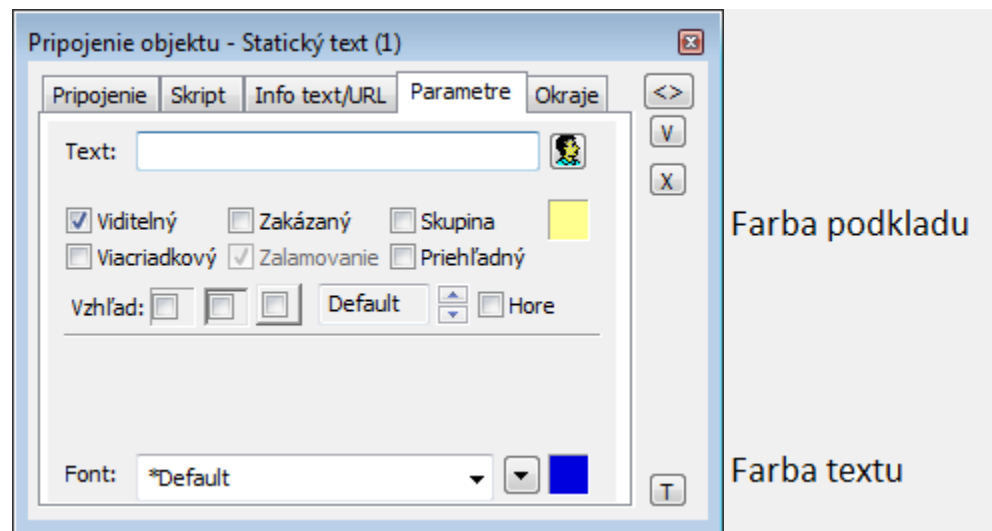 Pripojenie objektu - Statický text (1)
Pripojenie Skript Info text/URL Parametre Okraje <>
V
Text:
X
Viditelný Zakázaný Skupina Farba podkladu
Viacriadkový Zalamovanie Priehľadný
Vzhľad: Default Hore
Font: *Default Farba textu
T